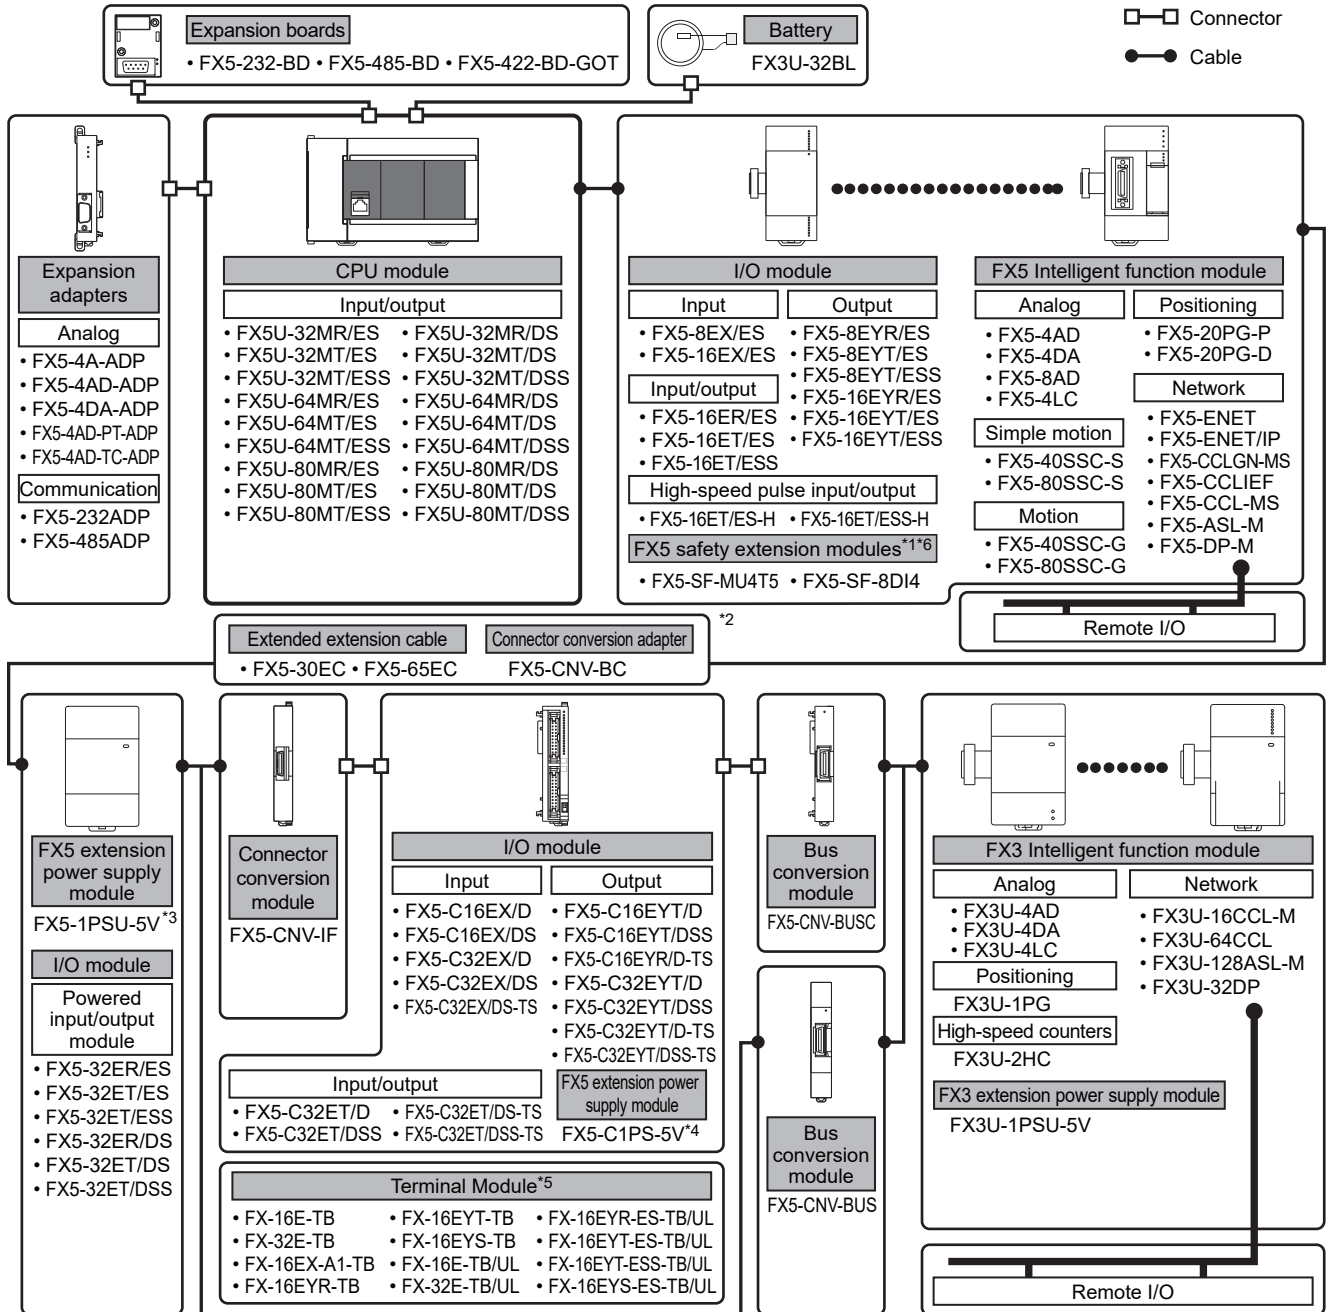 Expansion boards
• FX5-232-BD • FX5-485-BD • FX5-422-BD-GOT
Battery
FX3U-32BL
Connector
Cable
Expansion
adapters
Analog
• FX5-4A-ADP
• FX5-4AD-ADP
• FX5-4DA-ADP
• FX5-4AD-PT-ADP
• FX5-4AD-TC-ADP
Communication
• FX5-232ADP
• FX5-485ADP
CPU module
Input/output
• FX5U-32MR/ES • FX5U-32MR/DS
• FX5U-32MT/ES • FX5U-32MT/DS
• FX5U-32MT/ESS • FX5U-32MT/DSS
• FX5U-64MR/ES • FX5U-64MR/DS
• FX5U-64MT/ES • FX5U-64MT/DS
• FX5U-64MT/ESS • FX5U-64MT/DSS
• FX5U-80MR/ES • FX5U-80MR/DS
• FX5U-80MT/ES • FX5U-80MT/DS
• FX5U-80MT/ESS • FX5U-80MT/DSS
I/O module
Input
• FX5-8EX/ES
• FX5-16EX/ES
Input/output
• FX5-16ER/ES
• FX5-16ET/ES
• FX5-16ET/ESS
Output
• FX5-8EYR/ES
• FX5-8EYT/ES
• FX5-8EYT/ESS
• FX5-16EYR/ES
• FX5-16EYT/ES
• FX5-16EYT/ESS
High-speed pulse input/output
• FX5-16ET/ES-H • FX5-16ET/ESS-H
FX5 safety extension modules*1*6
• FX5-SF-MU4T5 • FX5-SF-8DI4
FX5 Intelligent function module
Analog
• FX5-4AD
• FX5-4DA
• FX5-8AD
• FX5-4LC
Simple motion
• FX5-40SSC-S
• FX5-80SSC-S
Motion
• FX5-40SSC-G
• FX5-80SSC-G
Positioning
• FX5-20PG-P
• FX5-20PG-D
Network
• FX5-ENET
• FX5-ENET/IP
• FX5-CCLGN-MS
• FX5-CCLIEF
• FX5-CCL-MS
• FX5-ASL-M
• FX5-DP-M
Remote I/O
Extended extension cable
• FX5-30EC • FX5-65EC
Connector conversion adapter
FX5-CNV-BC
*2
FX5 extension
power supply
module
FX5-1PSU-5V*3
I/O module
Powered
input/output
module
• FX5-32ER/ES
• FX5-32ET/ES
• FX5-32ET/ESS
• FX5-32ER/DS
• FX5-32ET/DS
• FX5-32ET/DSS
Connector
conversion
module
FX5-CNV-IF
I/O module
Input
• FX5-C16EX/D
• FX5-C16EX/DS
• FX5-C32EX/D
• FX5-C32EX/DS
• FX5-C32EX/DS-TS
Output
• FX5-C16EYT/D
• FX5-C16EYT/DSS
• FX5-C16EYR/D-TS
• FX5-C32EYT/D
• FX5-C32EYT/DSS
• FX5-C32EYT/D-TS
• FX5-C32EYT/DSS-TS
Input/output
• FX5-C32ET/D • FX5-C32ET/DS-TS
• FX5-C32ET/DSS • FX5-C32ET/DSS-TS
FX5 extension power
supply module
FX5-C1PS-5V*4
Terminal Module*5
• FX-16E-TB • FX-16EYT-TB • FX-16EYR-ES-TB/UL
• FX-32E-TB • FX-16EYS-TB • FX-16EYT-ES-TB/UL
• FX-16EX-A1-TB • FX-16E-TB/UL • FX-16EYT-ESS-TB/UL
• FX-16EYR-TB • FX-32E-TB/UL • FX-16EYS-ES-TB/UL
Bus
conversion
module
FX5-CNV-BUSC
Bus
conversion
module
FX5-CNV-BUS
FX3 Intelligent function module
Analog
• FX3U-4AD
• FX3U-4DA
• FX3U-4LC
Positioning
FX3U-1PG
High-speed counters
FX3U-2HC
Network
• FX3U-16CCL-M
• FX3U-64CCL
• FX3U-128ASL-M
• FX3U-32DP
FX3 extension power supply module
FX3U-1PSU-5V
Remote I/O